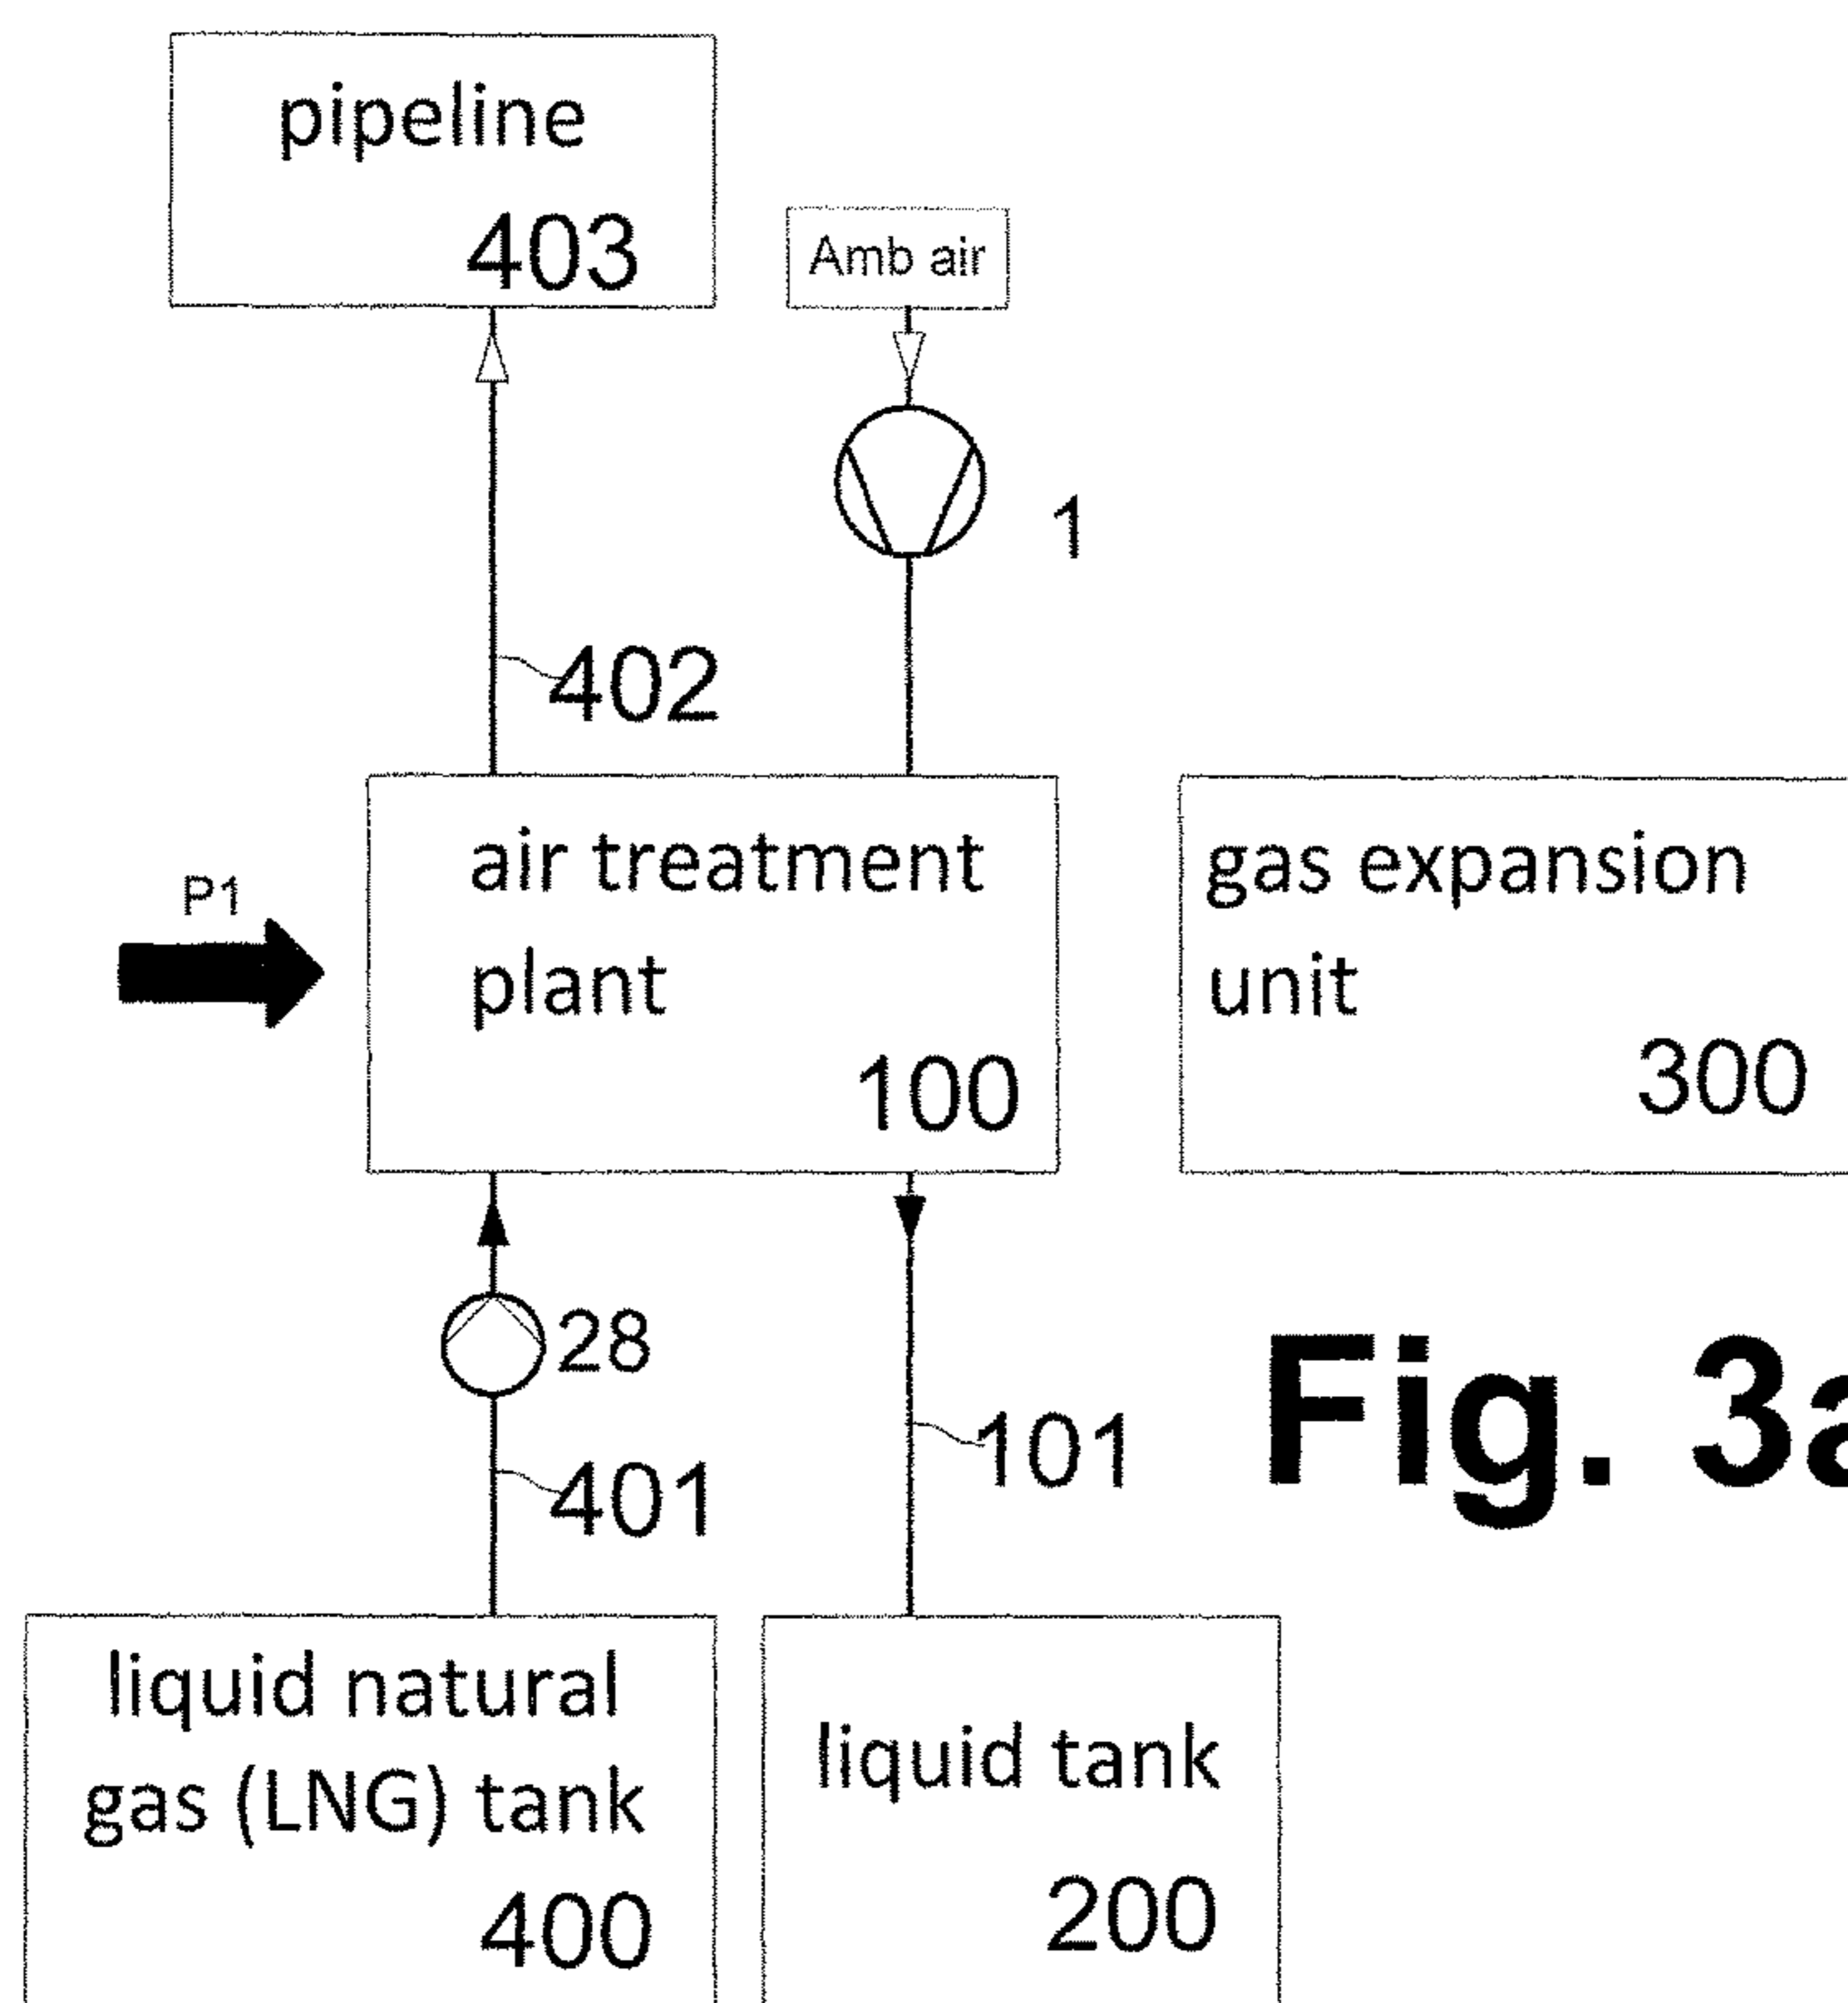 pipeline
403
Amb air
1
402
air treatment
plant
100
P1
gas expansion
unit
300
28
401
101
Fig. 3a
liquid natural
gas (LNG) tank
400
liquid tank
200